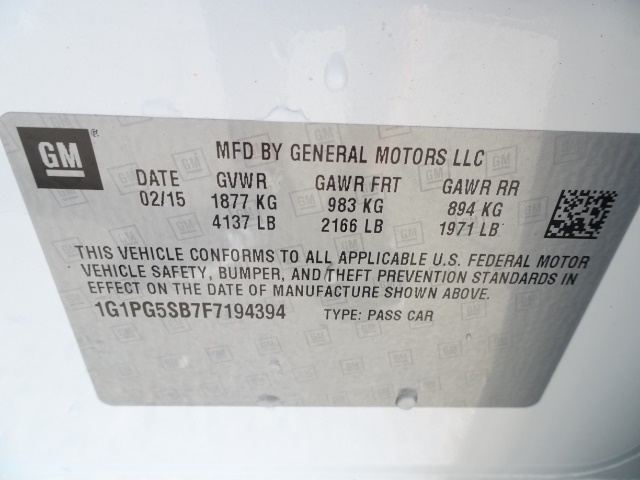 GM® MFD BY GENERAL MOTORS LLC
DATE GVWR GAWR FRT GAWR RR
02/15 1877 KG 983 KG 894 KG
4137 LB 2166 LB 1971 LB
THIS VEHICLE CONFORMS TO ALL APPLICABLE U.S. FEDERAL MOTOR
VEHICLE SAFETY, BUMPER, AND THEFT PREVENTION STANDARDS IN
EFFECT ON THE DATE OF MANUFACTURE SHOWN ABOVE.
1G1PG5SB7F7194394 TYPE: PASS CAR